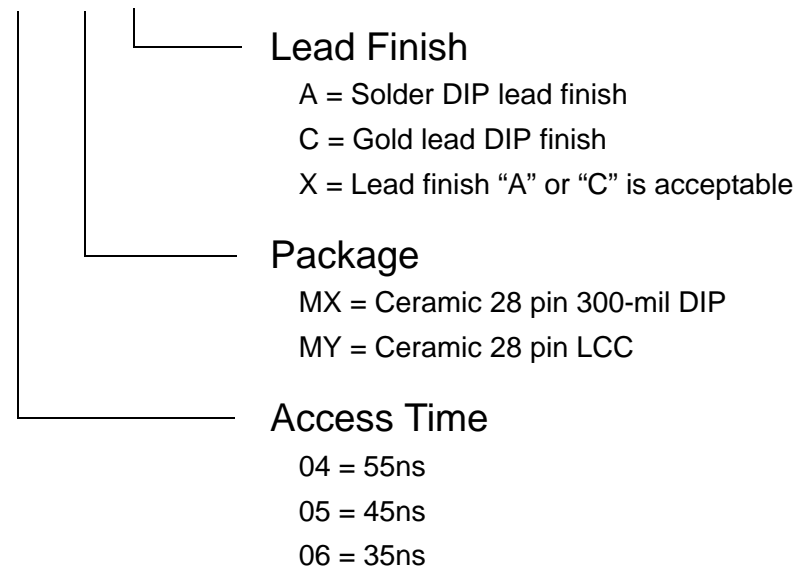 Lead Finish
A = Solder DIP lead finish
C = Gold lead DIP finish
X = Lead finish “A” or “C” is acceptable
Package
MX = Ceramic 28 pin 300-mil DIP
MY = Ceramic 28 pin LCC
Access Time
04 = 55ns
05 = 45ns
06 = 35ns